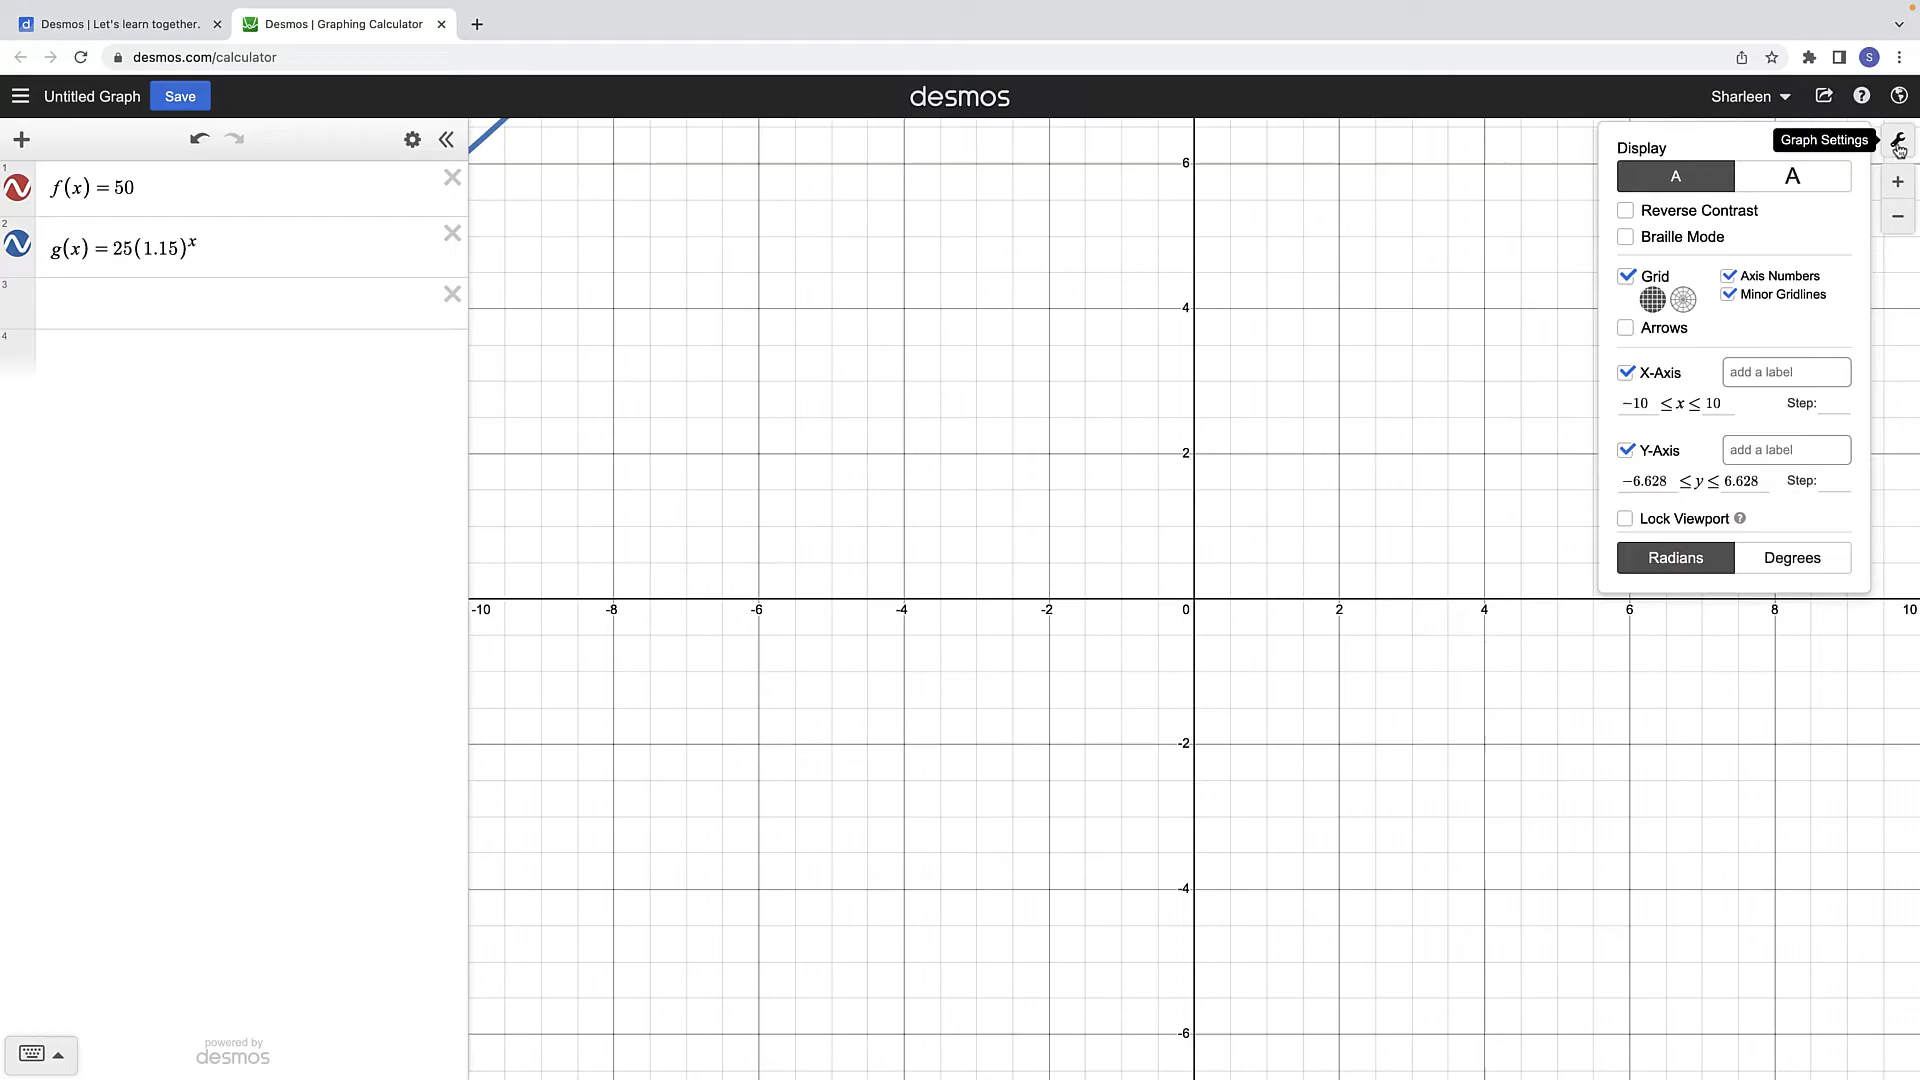 Desmos | Let's learn together.
Desmos | Graphing Calculator
desmos.com/calculator
S
Untitled Graph
Save
desmos
Sharleen
Graph Settings
1
f(x) = 50
2
g(x) = 25(1.15)^x
3
4
Display
A A
Reverse Contrast
Braille Mode
Grid
Axis Numbers
Minor Gridlines
Arrows
X-Axis add a label
−10 ≤ x ≤ 10 Step:
Y-Axis add a label
−6.628 ≤ y ≤ 6.628 Step:
Lock Viewport ?
Radians Degrees
6
4
2
-10 -8 -6 -4 -2 0 2 4 6 8 10
-2
-4
-6
powered by
desmos